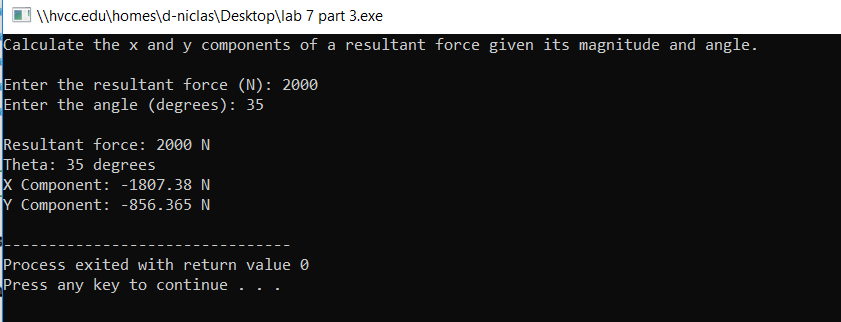 \\hvcc.edu\homes\d-niclas\Desktop\lab 7 part 3.exe
Calculate the x and y components of a resultant force given its magnitude and angle.
Enter the resultant force (N): 2000
Enter the angle (degrees): 35
Resultant force: 2000 N
Theta: 35 degrees
X Component: -1807.38 N
Y Component: -856.365 N
--------------------------------
Process exited with return value 0
Press any key to continue . . .